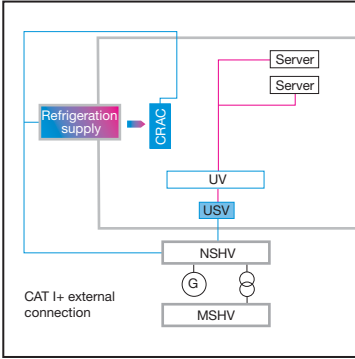 Server
Server
Refrigeration
supply
CRAC
UV
USV
NSHV
G
CAT I+ external
connection
MSHV